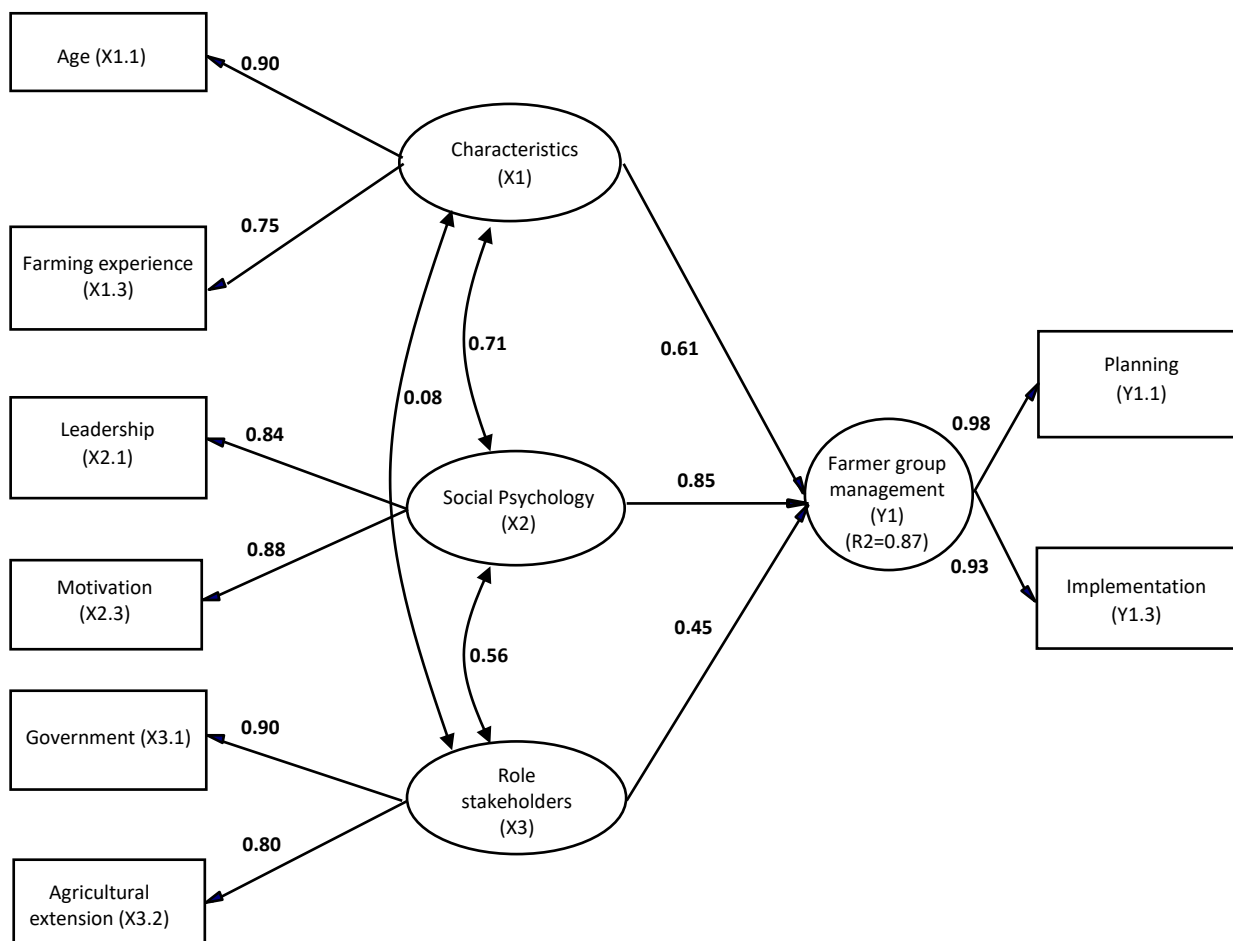 Age (X1.1)
0.90
Characteristics
(X1)
0.75
Farming experience
(X1.3)
0.71
0.61
0.08
Planning
(Y1.1)
Leadership
(X2.1)
0.84
0.98
Social Psychology
(X2)
0.85
Farmer group
management
(Y1)
(R2=0.87)
0.88
0.93
Motivation
(X2.3)
Implementation
(Y1.3)
0.56
0.45
Government (X3.1)
0.90
Role
stakeholders
(X3)
0.80
Agricultural
extension (X3.2)